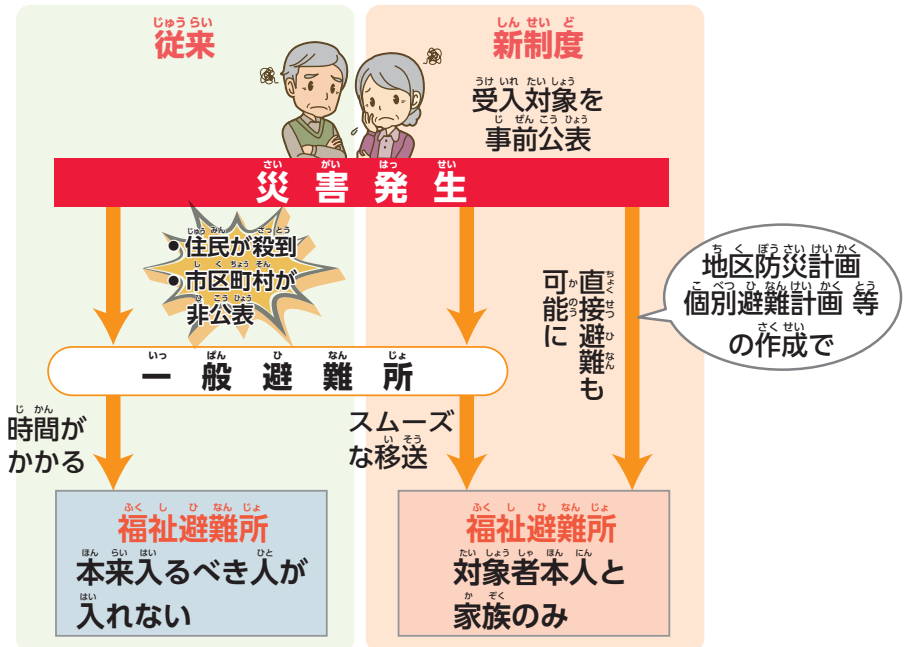 従来
新制度
受入対象を
事前公表
災害発生
• 住民が殺到
• 市区町村が
非公表
直接避難も
可能に
地区防災計画
個別避難計画 等
の作成で
一般避難所
時間が
かかる
スムーズ
な移送
福祉避難所
本来入るべき人が
入れない
福祉避難所
対象者本人と
家族のみ